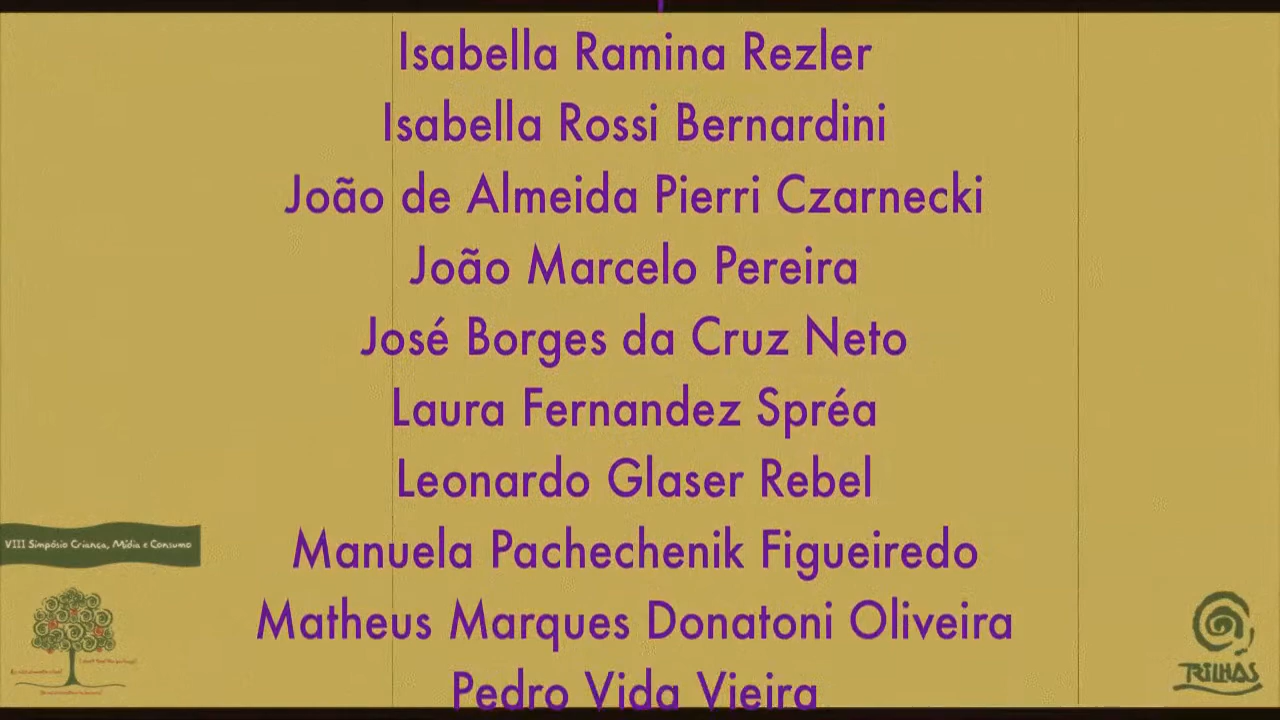 Isabella Ramina Rezler
Isabella Rossi Bernardini
João de Almeida Pierri Czarnecki
João Marcelo Pereira
José Borges da Cruz Neto
Laura Fernandez Spréa
Leonardo Glaser Rebel
Manuela Pachechenik Figueiredo
Matheus Marques Donatoni Oliveira
Pedro Vida Vieira
VIII Simpósio Criança, Mídia e Consumo
TRILHAS